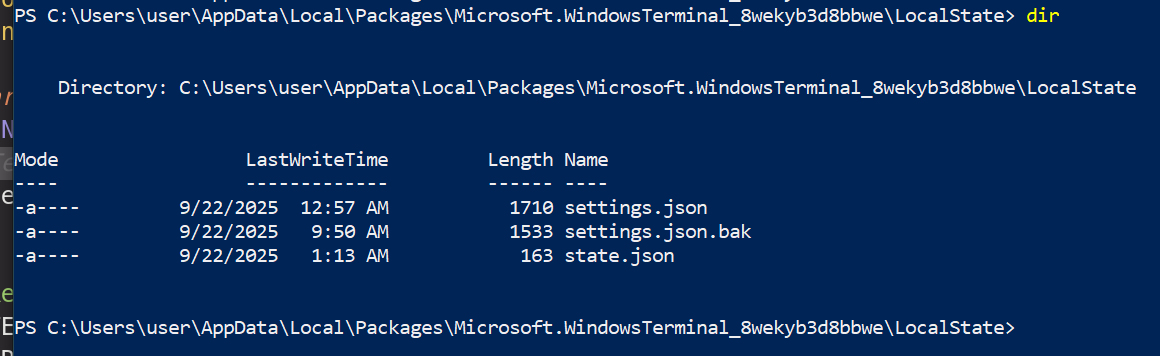 PS C:\Users\user\AppData\Local\Packages\Microsoft.WindowsTerminal_8wekyb3d8bbwe\LocalState> dir
Directory: C:\Users\user\AppData\Local\Packages\Microsoft.WindowsTerminal_8wekyb3d8bbwe\LocalState
Mode                 LastWriteTime         Length Name
----                 -------------         ------ ----
-a----         9/22/2025  12:57 AM           1710 settings.json
-a----         9/22/2025   9:50 AM           1533 settings.json.bak
-a----         9/22/2025   1:13 AM            163 state.json
PS C:\Users\user\AppData\Local\Packages\Microsoft.WindowsTerminal_8wekyb3d8bbwe\LocalState>